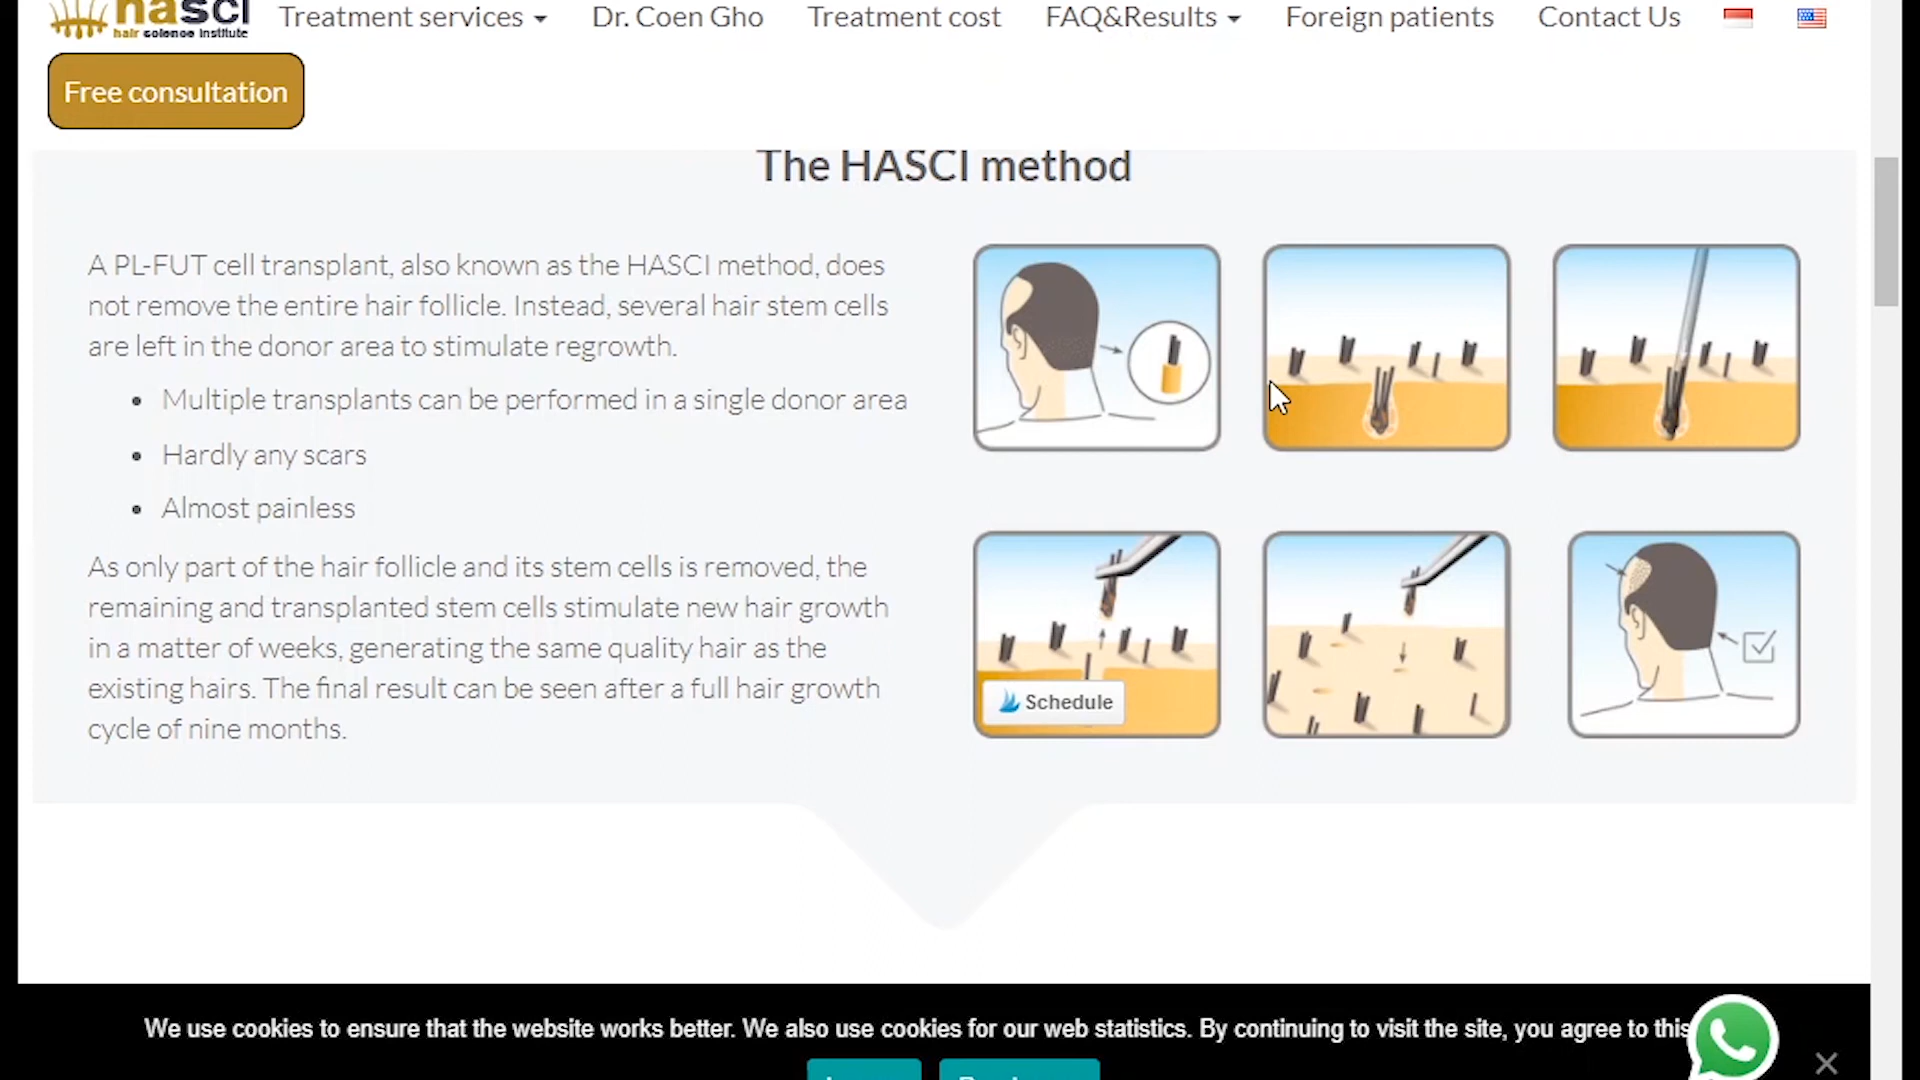 hasci
hair science institute
Treatment services
Dr. Coen Gho
Treatment cost
FAQ&Results
Foreign patients
Contact Us
Free consultation
The HASCI method
A PL-FUT cell transplant, also known as the HASCI method, does
not remove the entire hair follicle. Instead, several hair stem cells
are left in the donor area to stimulate regrowth.
Multiple transplants can be performed in a single donor area
Hardly any scars
Almost painless
As only part of the hair follicle and its stem cells is removed, the
remaining and transplanted stem cells stimulate new hair growth
in a matter of weeks, generating the same quality hair as the
existing hairs. The final result can be seen after a full hair growth
cycle of nine months.
Schedule
We use cookies to ensure that the website works better. We also use cookies for our web statistics. By continuing to visit the site, you agree to this